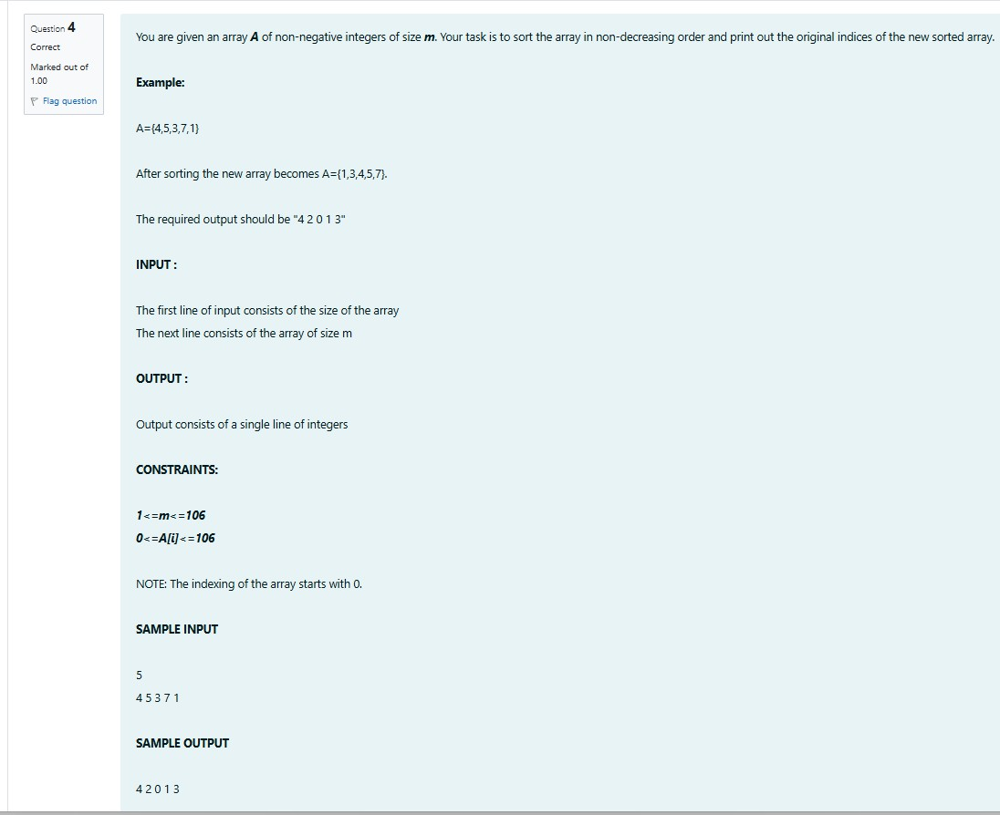 Question 4
Correct
Marked out of
1.00
Flag question
You are given an array A of non-negative integers of size m. Your task is to sort the array in non-decreasing order and print out the original indices of the new sorted array.
Example:
A={4,5,3,7,1}
After sorting the new array becomes A={1,3,4,5,7}.
The required output should be "4 2 0 1 3"
INPUT :
The first line of input consists of the size of the array
The next line consists of the array of size m
OUTPUT :
Output consists of a single line of integers
CONSTRAINTS:
1<=m<=106
0<=A[i]<=106
NOTE: The indexing of the array starts with 0.
SAMPLE INPUT
5
4 5 3 7 1
SAMPLE OUTPUT
4 2 0 1 3